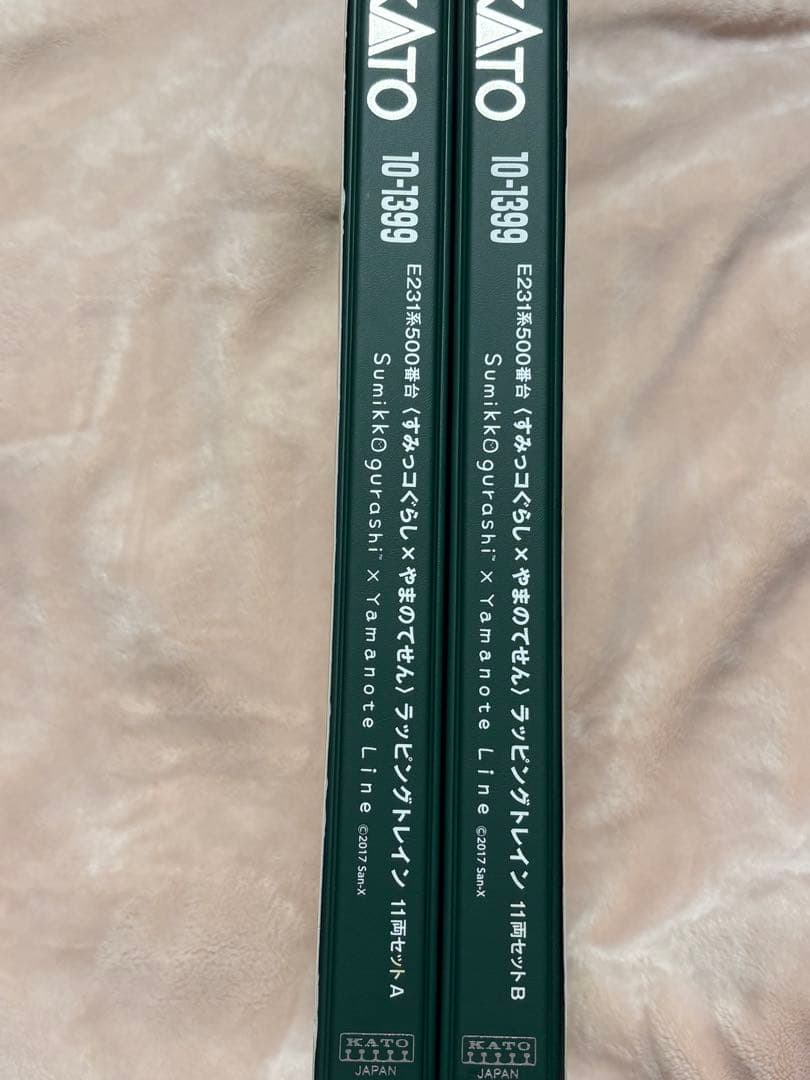 KATO
10-1399
E231系500番台〈すみっコぐらし×やまのてせん〉ラッピングトレイン 11両セットA
Sumikkogurashi™ × Yamanote Line ©2017 San-X
KATO
JAPAN
KATO
10-1399
E231系500番台〈すみっコぐらし×やまのてせん〉ラッピングトレイン 11両セットB
Sumikkogurashi™ × Yamanote Line ©2017 San-X
KATO
JAPAN